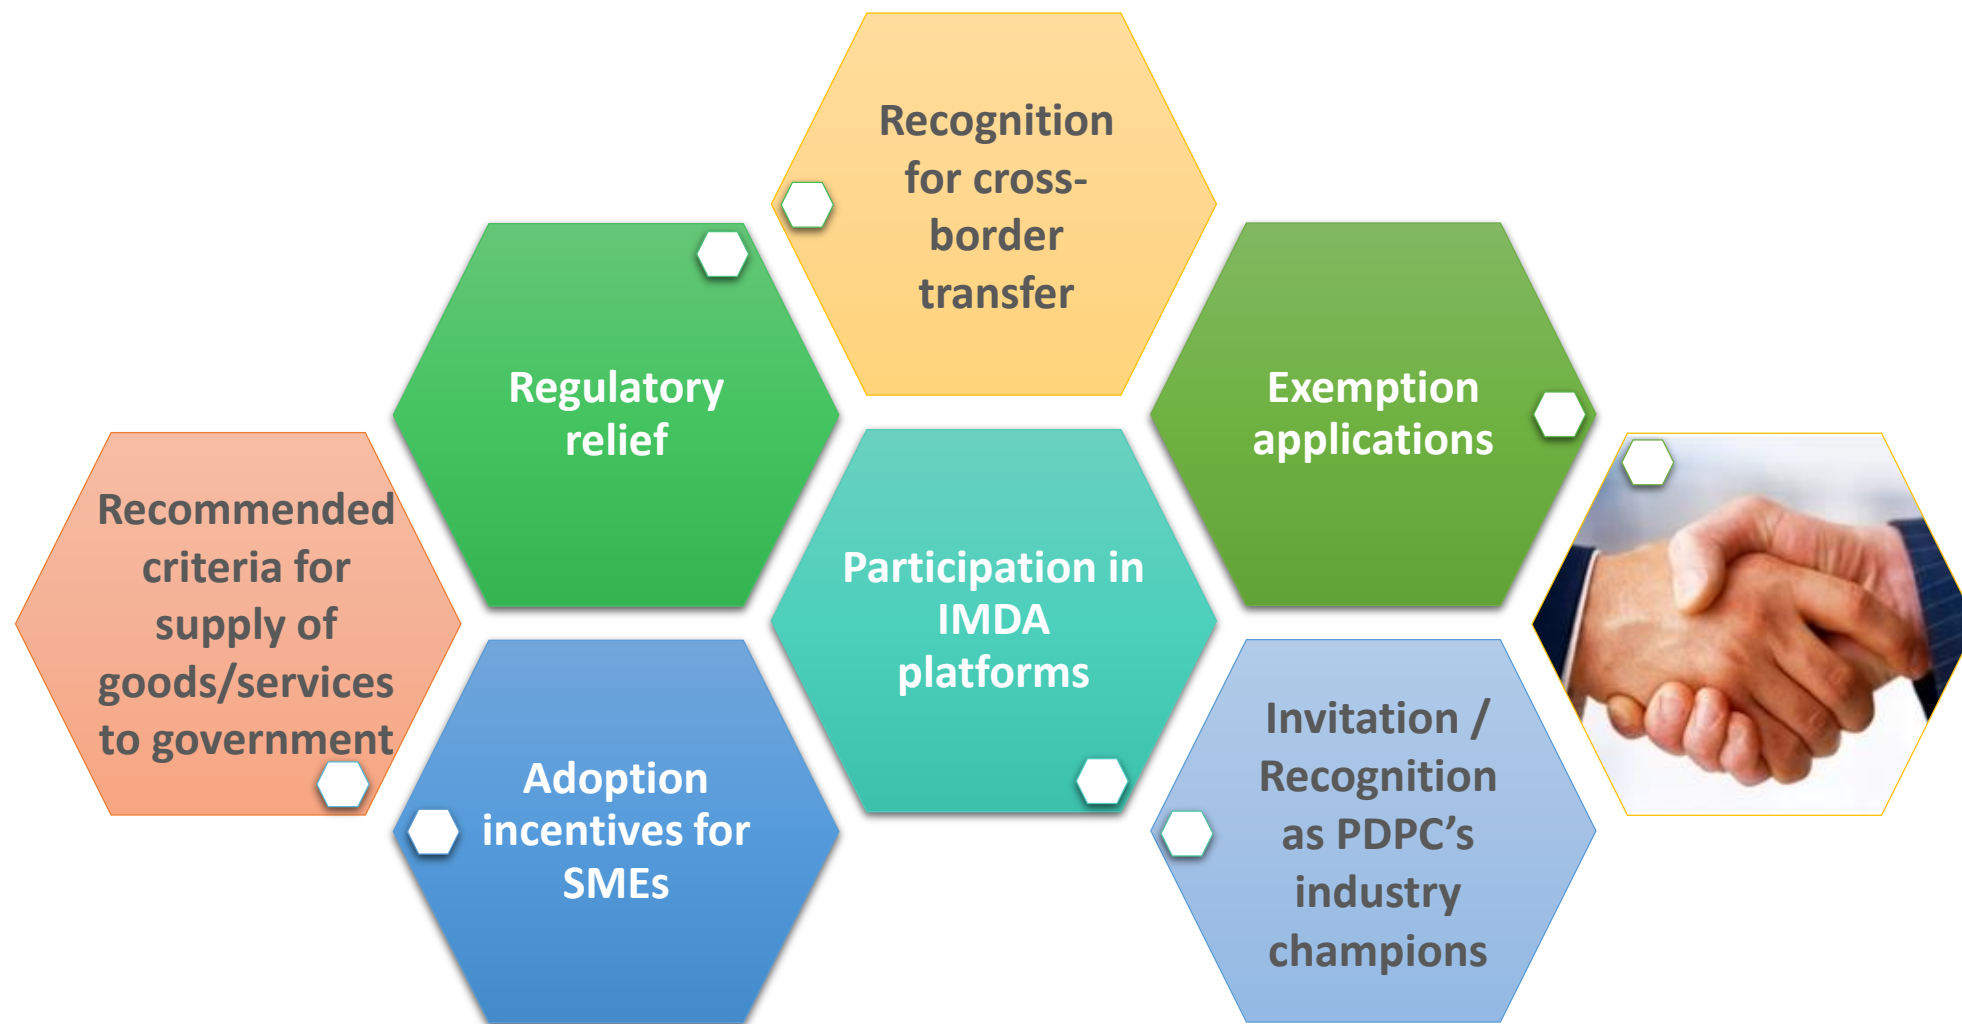 Recognition
for cross-
border
transfer
Regulatory
relief
Exemption
applications
Recommended
criteria for
supply of
goods/services
to government
Participation in
IMDA
platforms
Adoption
incentives for
SMEs
Invitation /
Recognition
as PDPC’s
industry
champions